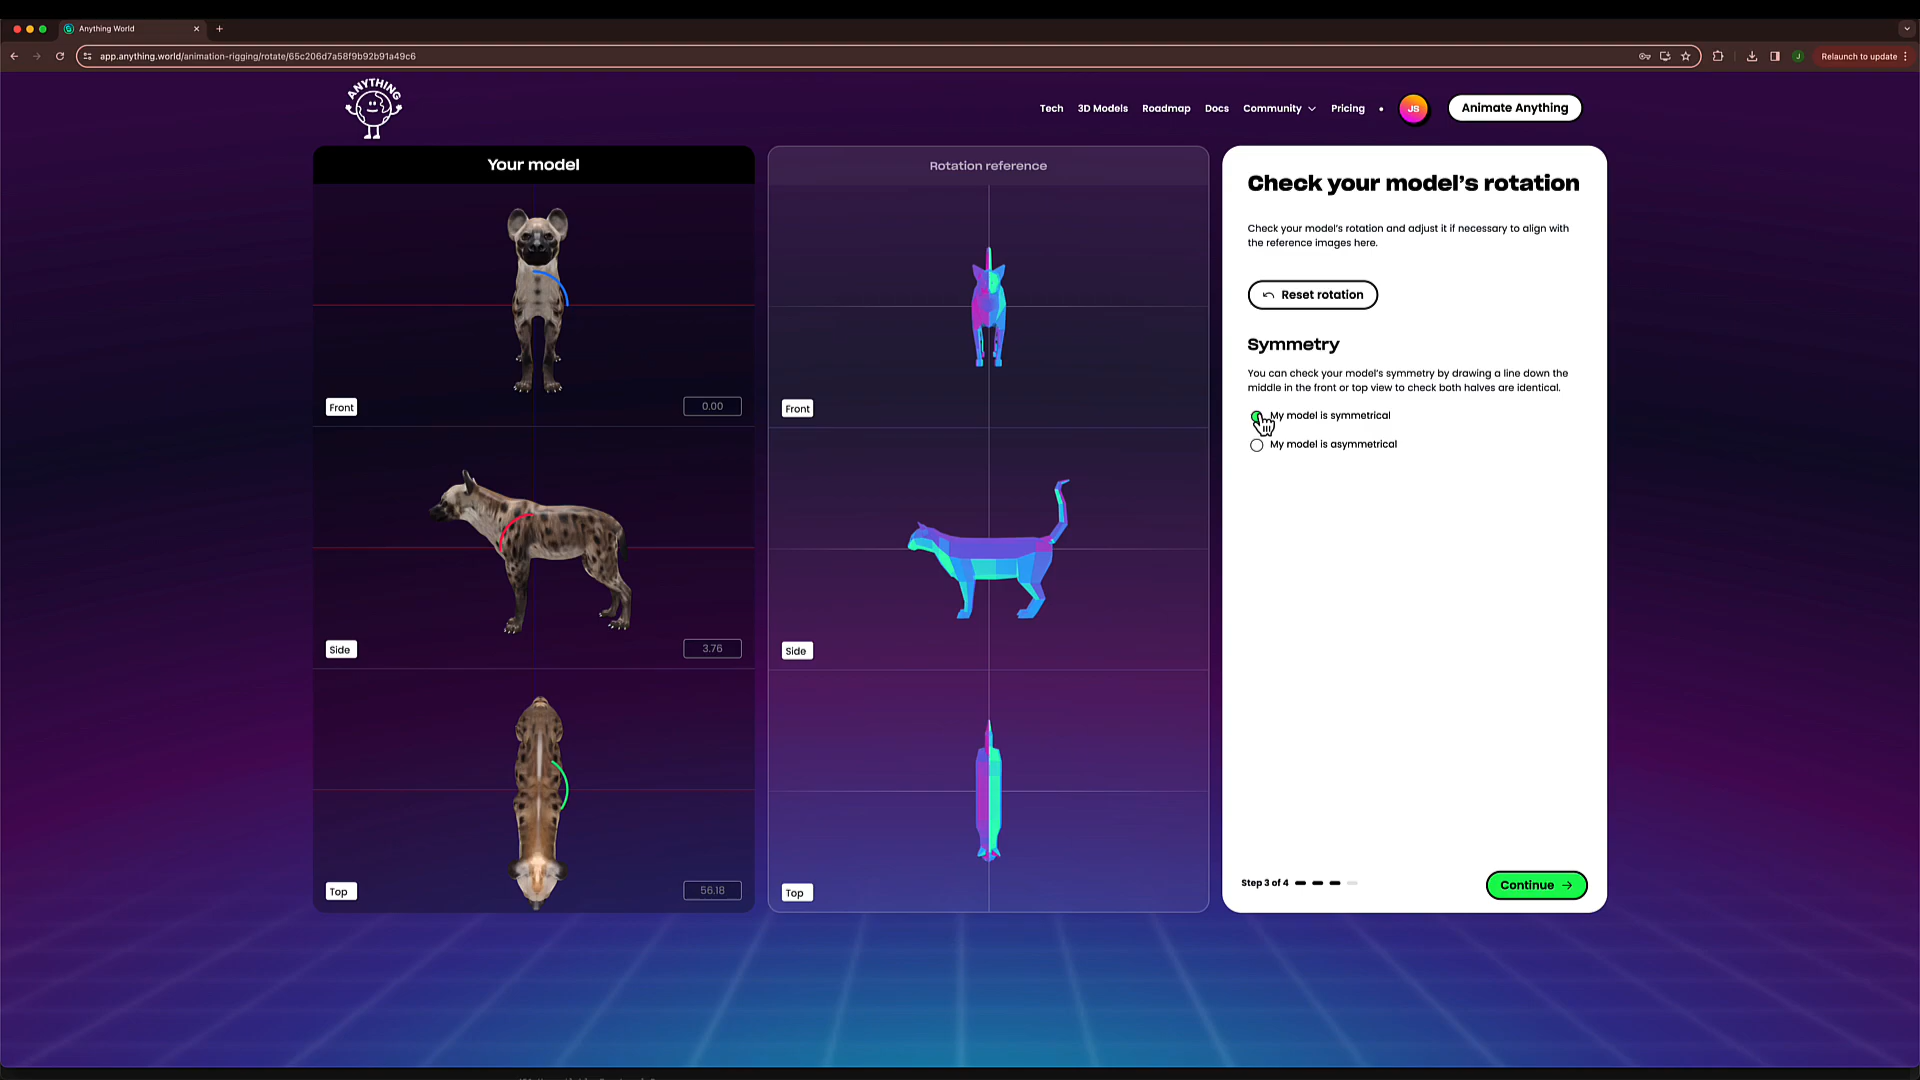 Anything World
app.anything.world/animation-rigging/rotate/65c206d7a58f9b92b91a49c6
J
Relaunch to update
ANYTHING
Tech
3D Models
Roadmap
Docs
Community
Pricing
JS
Animate Anything
Your model
Front
0.00
Side
3.76
Top
56.18
Rotation reference
Front
Side
Top
Check your model's rotation
Check your model's rotation and adjust it if necessary to align with
the reference images here.
Reset rotation
Symmetry
You can check your model's symmetry by drawing a line down the
middle in the front or top view to check both halves are identical.
My model is symmetrical
My model is asymmetrical
Step 3 of 4
Continue